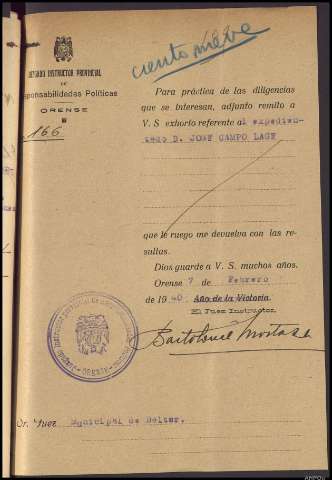 ciento nueve
JUZGADO INSTRUCTOR PROVINCIAL
DE
Responsabilidades Políticas
ORENSE
166
Para práctica de las diligencias
que se interesan, adjunto remito a
V. S exhorto referente al expedien-
tado D. JOSE CAMPO LAGE
que le ruego me devuelva con las re-
sultas.
Dios guarde a V. S. muchos años.
Orense 7 de Febrero
de 1940 Año de la Victoria.
El Juez Instructor,
ORENSE
Sr. Juez Municipal de Beltar.